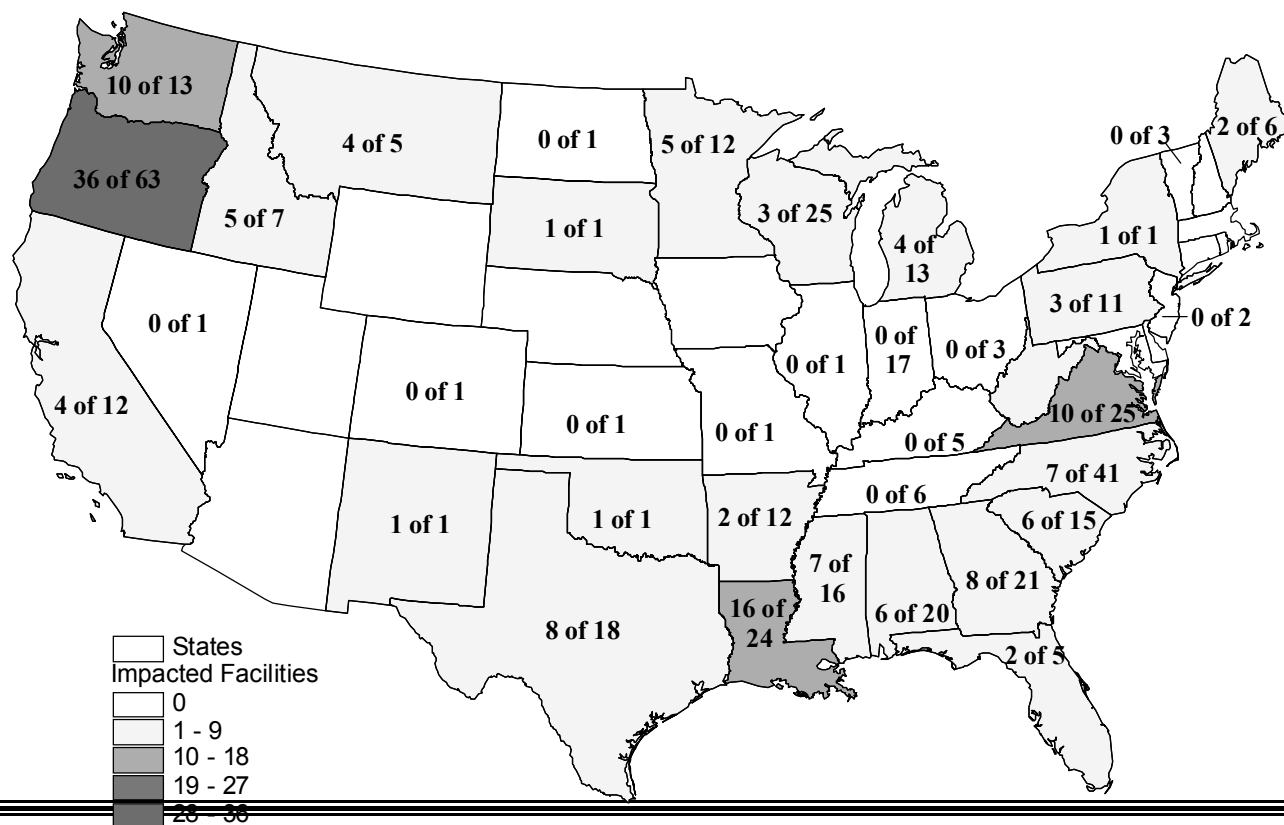 10 of 13
36 of 63
4 of 5
5 of 7
0 of 1
1 of 1
5 of 12
3 of 25
4 of
13
0 of 3
2 of 6
1 of 1
3 of 11
0 of 2
0 of 1
4 of 12
0 of 1
0 of 1
0 of 1
0 of 1
0 of
17
0 of 3
0 of 5
10 of 25
7 of 41
0 of 6
6 of 15
1 of 1
1 of 1
2 of 12
7 of
16
6 of 20
8 of 21
2 of 5
8 of 18
16 of
24
States
Impacted Facilities
0
1 - 9
10 - 18
19 - 27
28 - 36